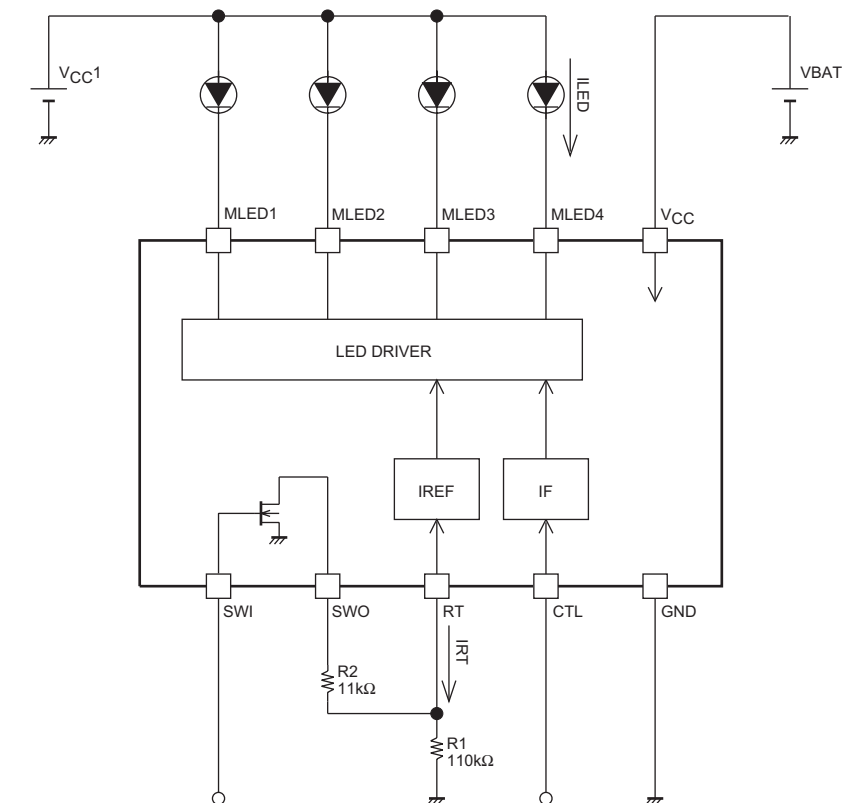 VCC1
ILED
VBAT
MLED1
MLED2
MLED3
MLED4
VCC
LED DRIVER
IREF
IF
SWI
SWO
RT
CTL
GND
IRT
R2
11kΩ
R1
110kΩ